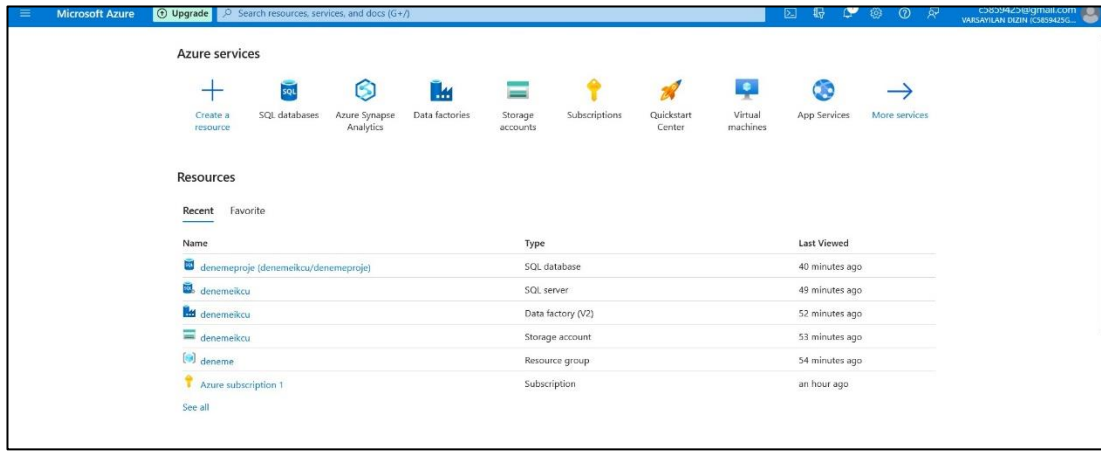 Microsoft Azure Upgrade Search resources, services, and docs (G+/) c5859425@gmail.com
VARSAYILAN DIZIN (C5859425G...
Azure services
Create a resource
SQL databases
Azure Synapse Analytics
Data factories
Storage accounts
Subscriptions
Quickstart Center
Virtual machines
App Services
More services
Resources
Recent Favorite
Name Type Last Viewed
denemeproje (denemeikcu/denemeproje) SQL database 40 minutes ago
denemeikcu SQL server 49 minutes ago
denemeikcu Data factory (V2) 52 minutes ago
denemeikcu Storage account 53 minutes ago
deneme Resource group 54 minutes ago
Azure subscription 1 Subscription an hour ago
See all